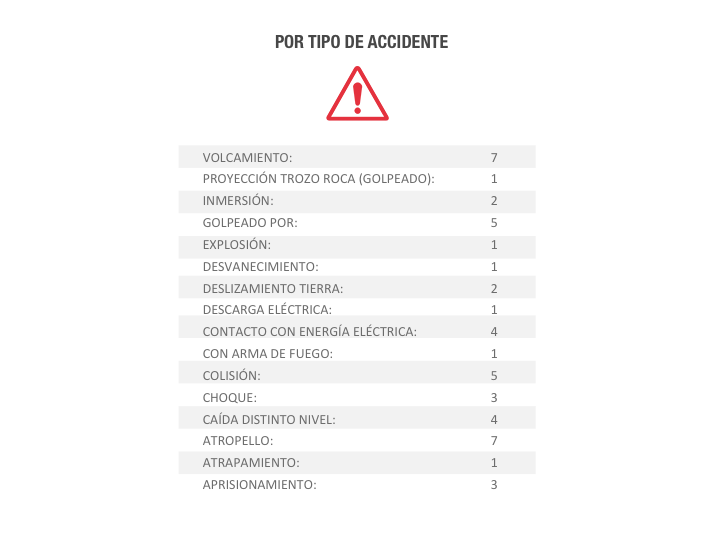 POR TIPO DE ACCIDENTE
VOLCAMIENTO: 7
PROYECCIÓN TROZO ROCA (GOLPEADO): 1
INMERSIÓN: 2
GOLPEADO POR: 5
EXPLOSIÓN: 1
DESVANECIMIENTO: 1
DESLIZAMIENTO TIERRA: 2
DESCARGA ELÉCTRICA: 1
CONTACTO CON ENERGÍA ELÉCTRICA: 4
CON ARMA DE FUEGO: 1
COLISIÓN: 5
CHOQUE: 3
CAÍDA DISTINTO NIVEL: 4
ATROPELLO: 7
ATRAPAMIENTO: 1
APRISIONAMIENTO: 3